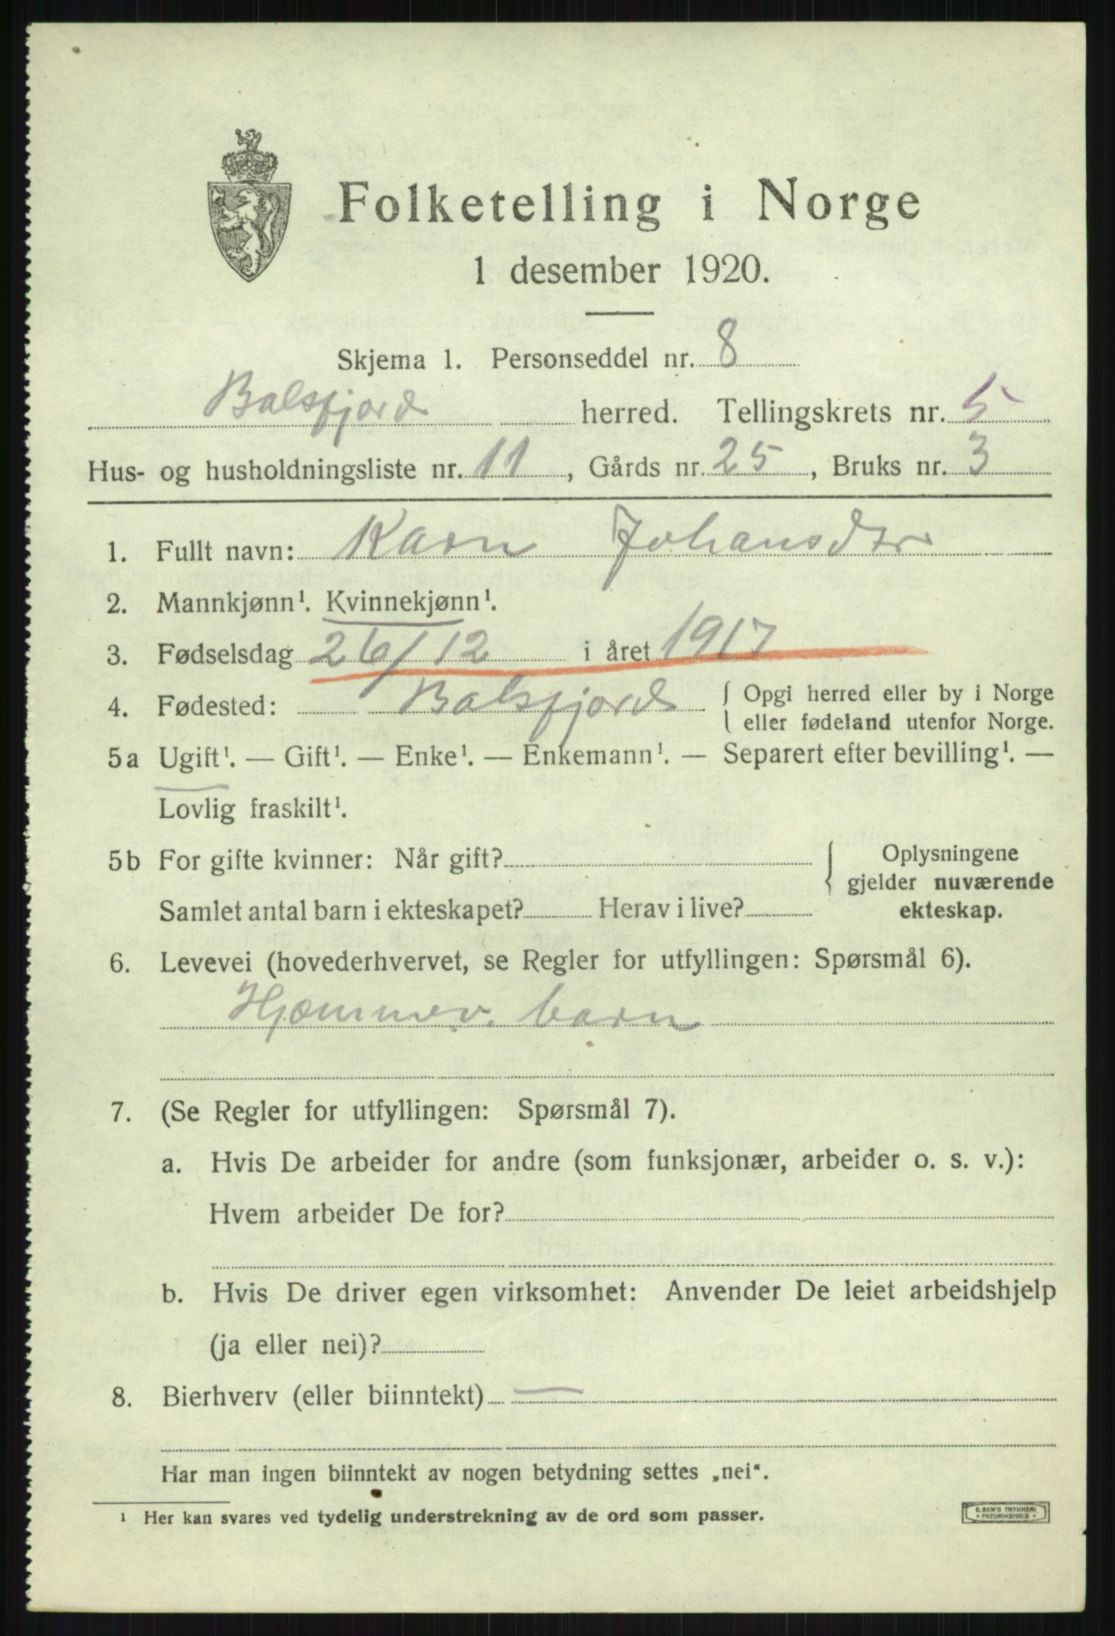 Folketelling i Norge
1 desember 1920.
Skjema 1. Personseddel nr. 8
Balsfjord herred. Tellingskrets nr. 5
Hus- og husholdningsliste nr. 11, Gårds nr. 25, Bruks nr. 3
1. Fullt navn: Karn Johansdtr
2. Mannkjønn¹. Kvinnekjønn¹.
3. Fødselsdag 26/12 i året 1917
4. Fødested: Balsfjord { Opgi herred eller by i Norge
eller fødeland utenfor Norge.
5a Ugift¹. — Gift¹. — Enke¹. — Enkemann¹. — Separert efter bevilling¹. —
Lovlig fraskilt¹.
5b For gifte kvinner: Når gift? { Oplysningene
gjelder nuværende
Samlet antal barn i ekteskapet? Herav i live? ekteskap.
6. Levevei (hovederhvervet, se Regler for utfyllingen: Spørsmål 6).
Hjemmev. barn
7. (Se Regler for utfyllingen: Spørsmål 7).
a. Hvis De arbeider for andre (som funksjonær, arbeider o. s. v.):
Hvem arbeider De for?
b. Hvis De driver egen virksomhet: Anvender De leiet arbeidshjelp
(ja eller nei)?
8. Bierhverv (eller biinntekt) —
Har man ingen biinntekt av nogen betydning settes „nei“.
¹ Her kan svares ved tydelig understrekning av de ord som passer.